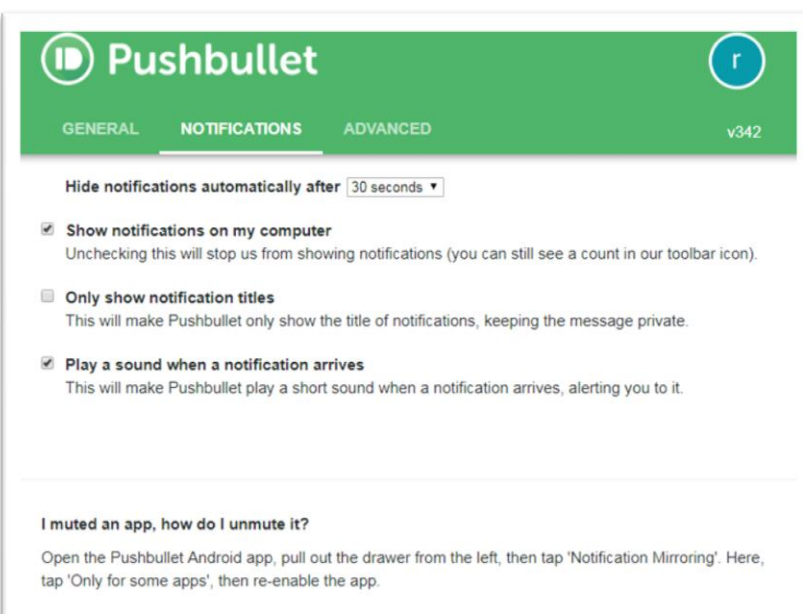 Pushbullet
r
GENERAL NOTIFICATIONS ADVANCED v342
Hide notifications automatically after 30 seconds
Show notifications on my computer
Unchecking this will stop us from showing notifications (you can still see a count in our toolbar icon).
Only show notification titles
This will make Pushbullet only show the title of notifications, keeping the message private.
Play a sound when a notification arrives
This will make Pushbullet play a short sound when a notification arrives, alerting you to it.
I muted an app, how do I unmute it?
Open the Pushbullet Android app, pull out the drawer from the left, then tap 'Notification Mirroring'. Here,
tap 'Only for some apps', then re-enable the app.